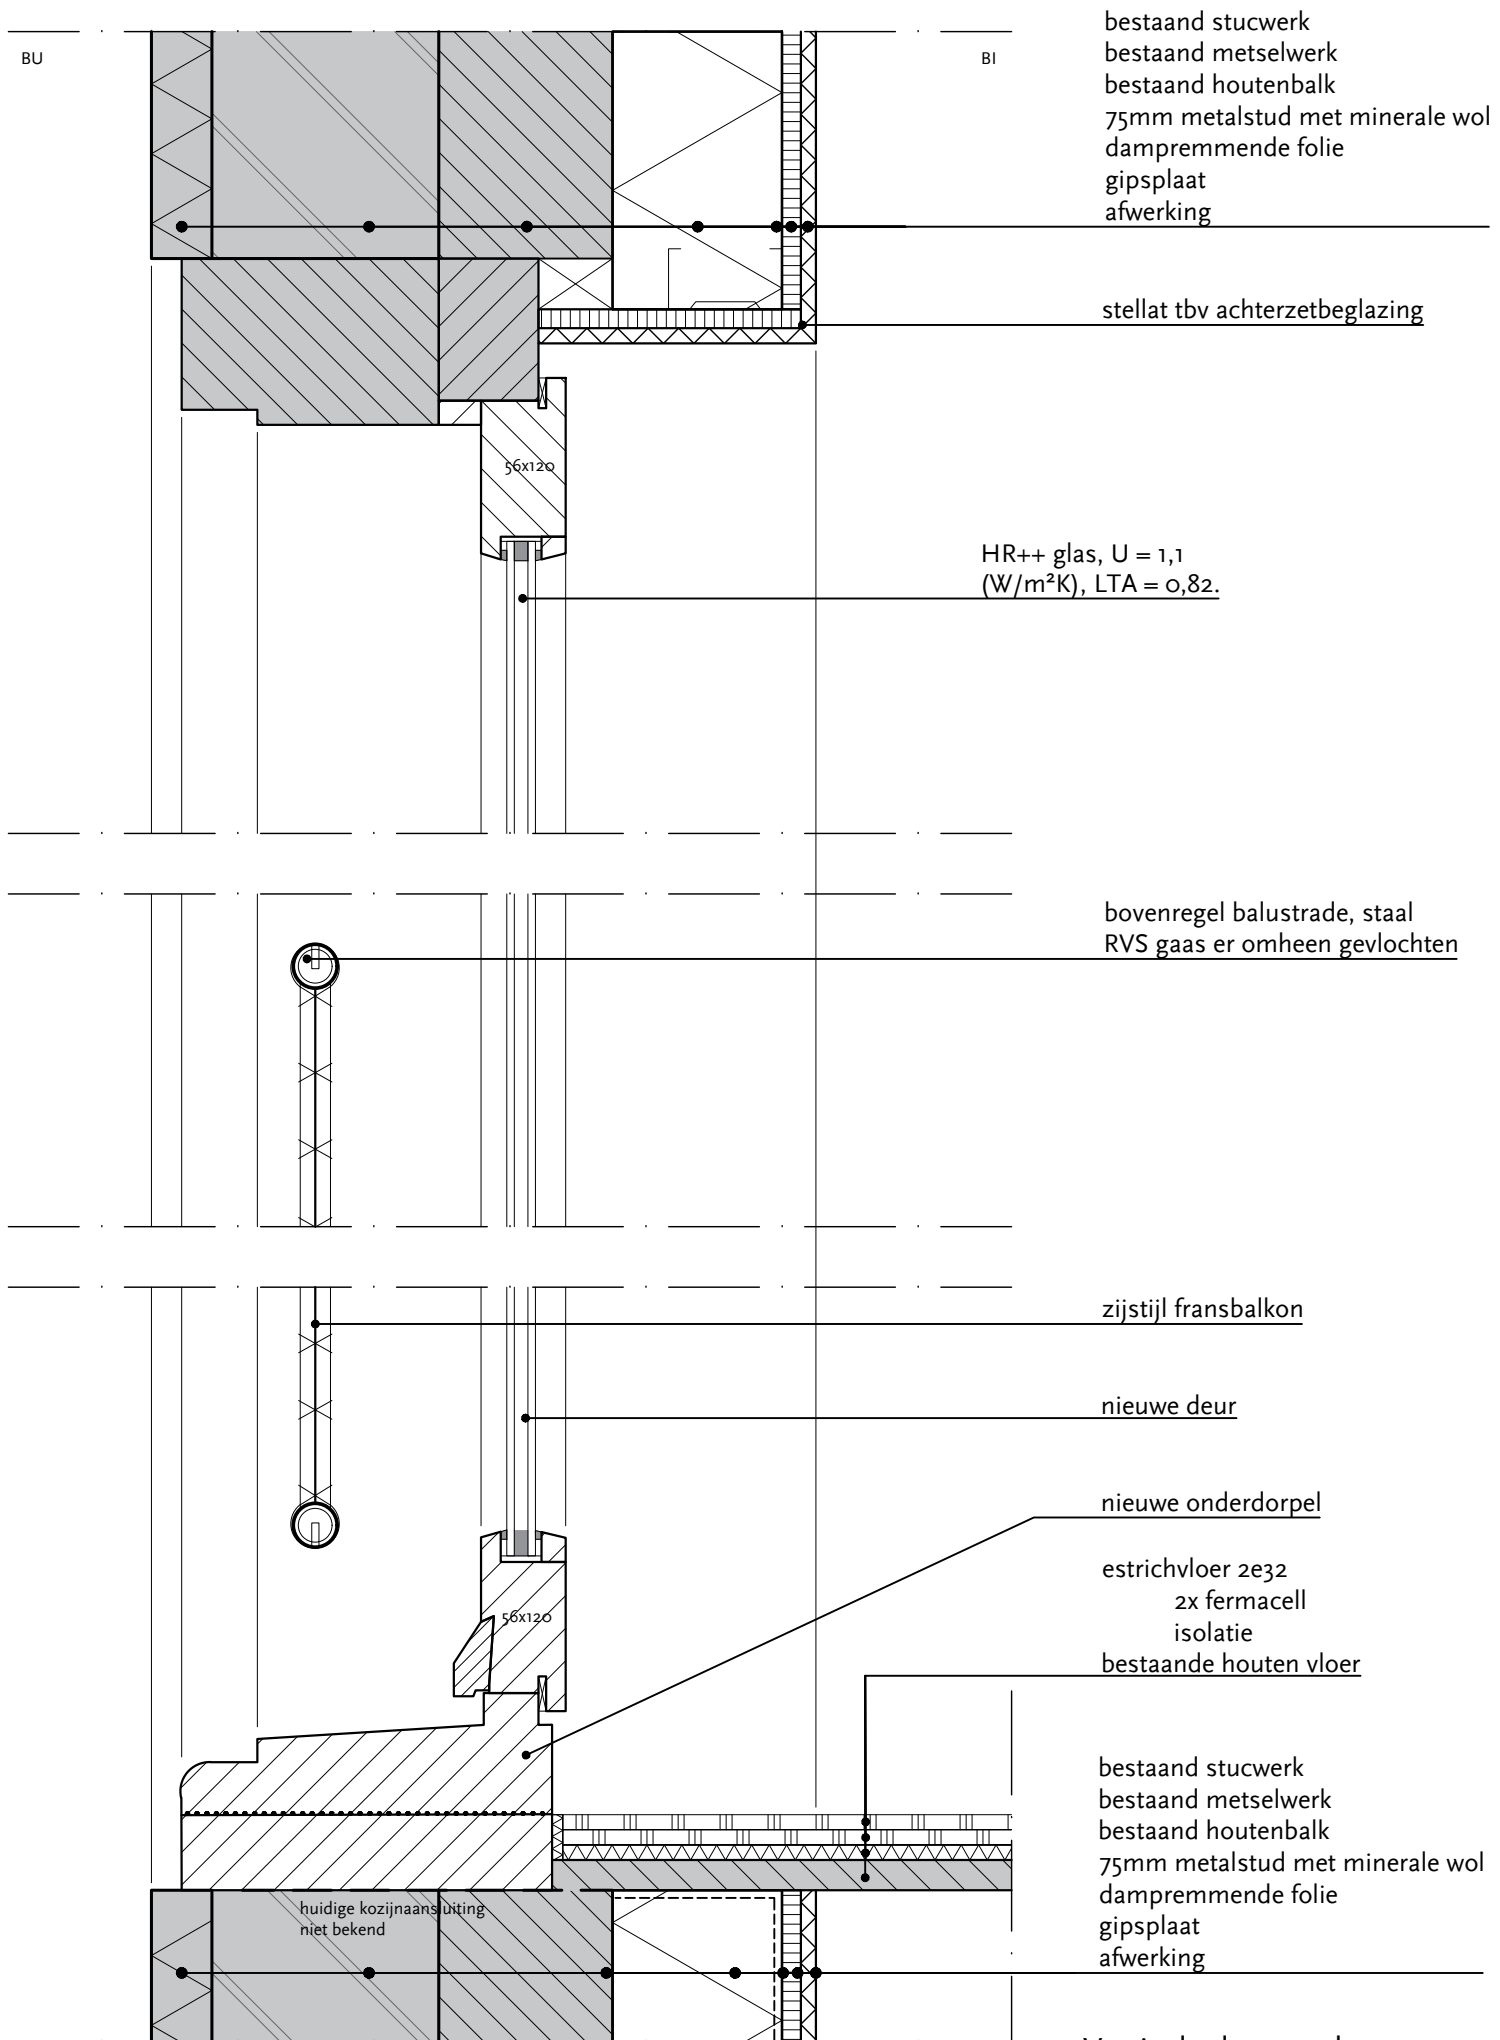 BU
BI
bestaand stucwerk
bestaand metselwerk
bestaand houtenbalk
75mm metalstud met minerale wol
dampremmende folie
gipsplaat
afwerking
stellat tbv achterzetbeglazing
56x120
HR++ glas, U = 1,1
(W/m²K), LTA = 0,82.
bovenregel balustrade, staal
RVS gaas er omheen gevlochten
zijstijl fransbalkon
nieuwe deur
nieuwe onderdorpel
estrichvloer 2e32
2x fermacell
isolatie
bestaande houten vloer
56x120
bestaand stucwerk
bestaand metselwerk
bestaand houtenbalk
75mm metalstud met minerale wol
dampremmende folie
gipsplaat
afwerking
huidige kozijnaansluiting
niet bekend